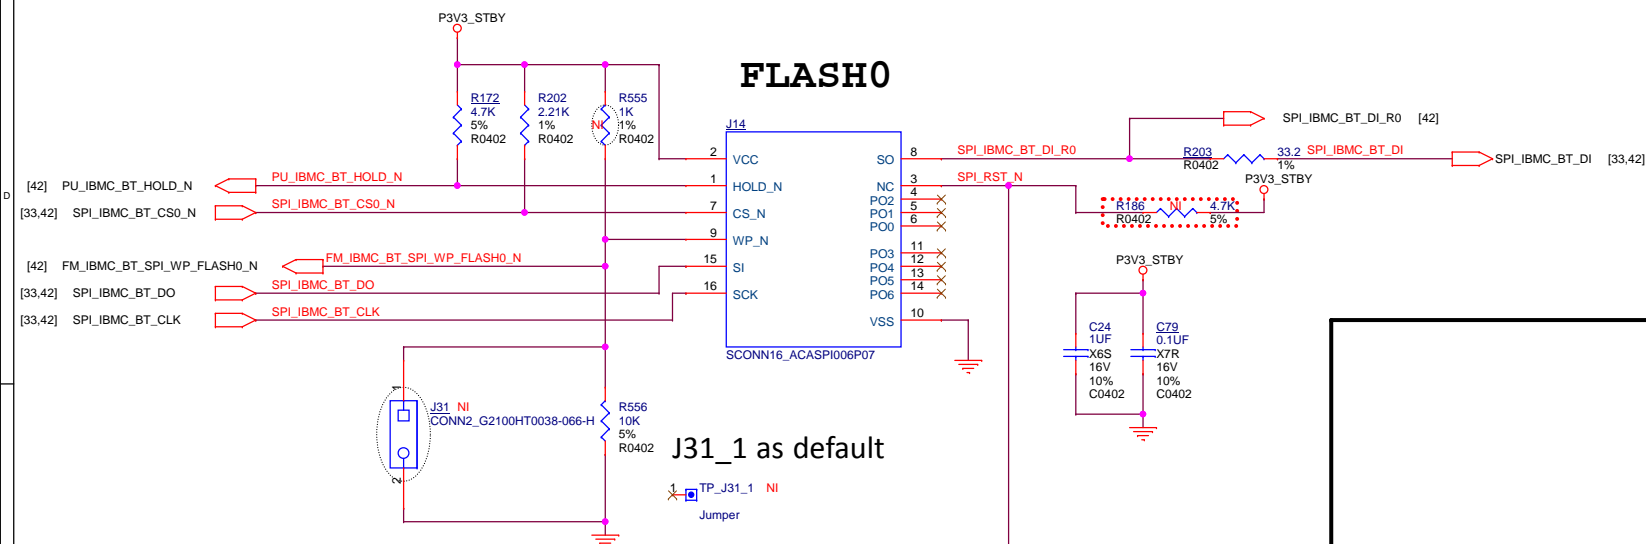 P3V3_STBY
FLASH0
R172
4.7K
5%
R0402
R202
2.21K
1%
R0402
R555
1K
1%
R0402
NI
J14
2 VCC
1 HOLD_N
7 CS_N
9 WP_N
15 SI
16 SCK
SO 8
NC 3
PO2 4
PO1 5
PO0 6
PO3 11
PO4 12
PO5 13
PO6 14
VSS 10
SCONN16_ACASPI006P07
[42] PU_IBMC_BT_HOLD_N
PU_IBMC_BT_HOLD_N
[33,42] SPI_IBMC_BT_CS0_N
SPI_IBMC_BT_CS0_N
[42] FM_IBMC_BT_SPI_WP_FLASH0_N
FM_IBMC_BT_SPI_WP_FLASH0_N
[33,42] SPI_IBMC_BT_DO
SPI_IBMC_BT_DO
[33,42] SPI_IBMC_BT_CLK
SPI_IBMC_BT_CLK
SPI_IBMC_BT_DI_R0
SPI_IBMC_BT_DI_R0 [42]
R203
R0402
33.2
1%
SPI_IBMC_BT_DI
SPI_IBMC_BT_DI [33,42]
SPI_RST_N
P3V3_STBY
R186
R0402
NI
4.7K
5%
P3V3_STBY
C24
1UF
X6S
16V
10%
C0402
C79
0.1UF
X7R
16V
10%
C0402
D
1
J31 NI
CONN2_G2100HT0038-066-H
2
R556
10K
5%
R0402
J31_1 as default
1 TP_J31_1 NI
Jumper